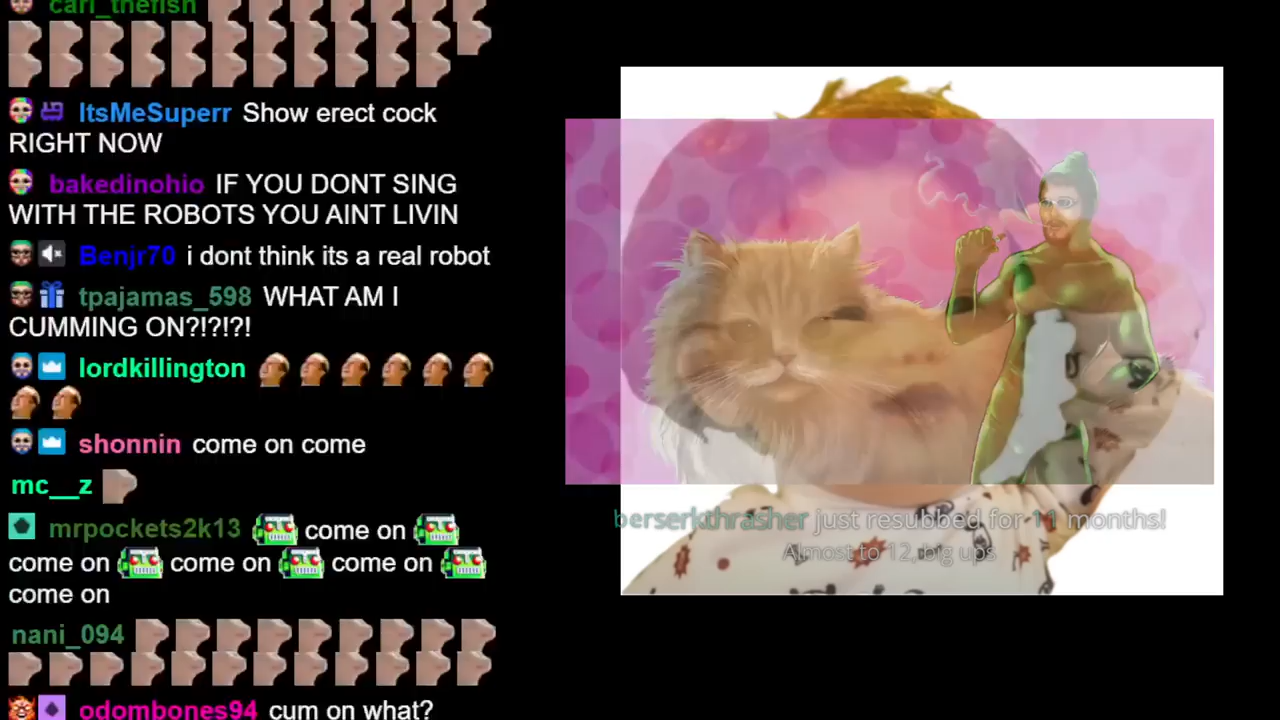 carl_thefish
ItsMeSuperr Show erect cock
RIGHT NOW
bakedinohio IF YOU DONT SING
WITH THE ROBOTS YOU AINT LIVIN
Benjr70 i dont think its a real robot
tpajamas_598 WHAT AM I
CUMMING ON?!?!?!
lordkillington
shonnin come on come
mc__z
mrpockets2k13 come on
come on come on come on
come on
nani_094
odombones94 cum on what?
berserkthrasher just resubbed for 11 months!
Almost to 12, big ups